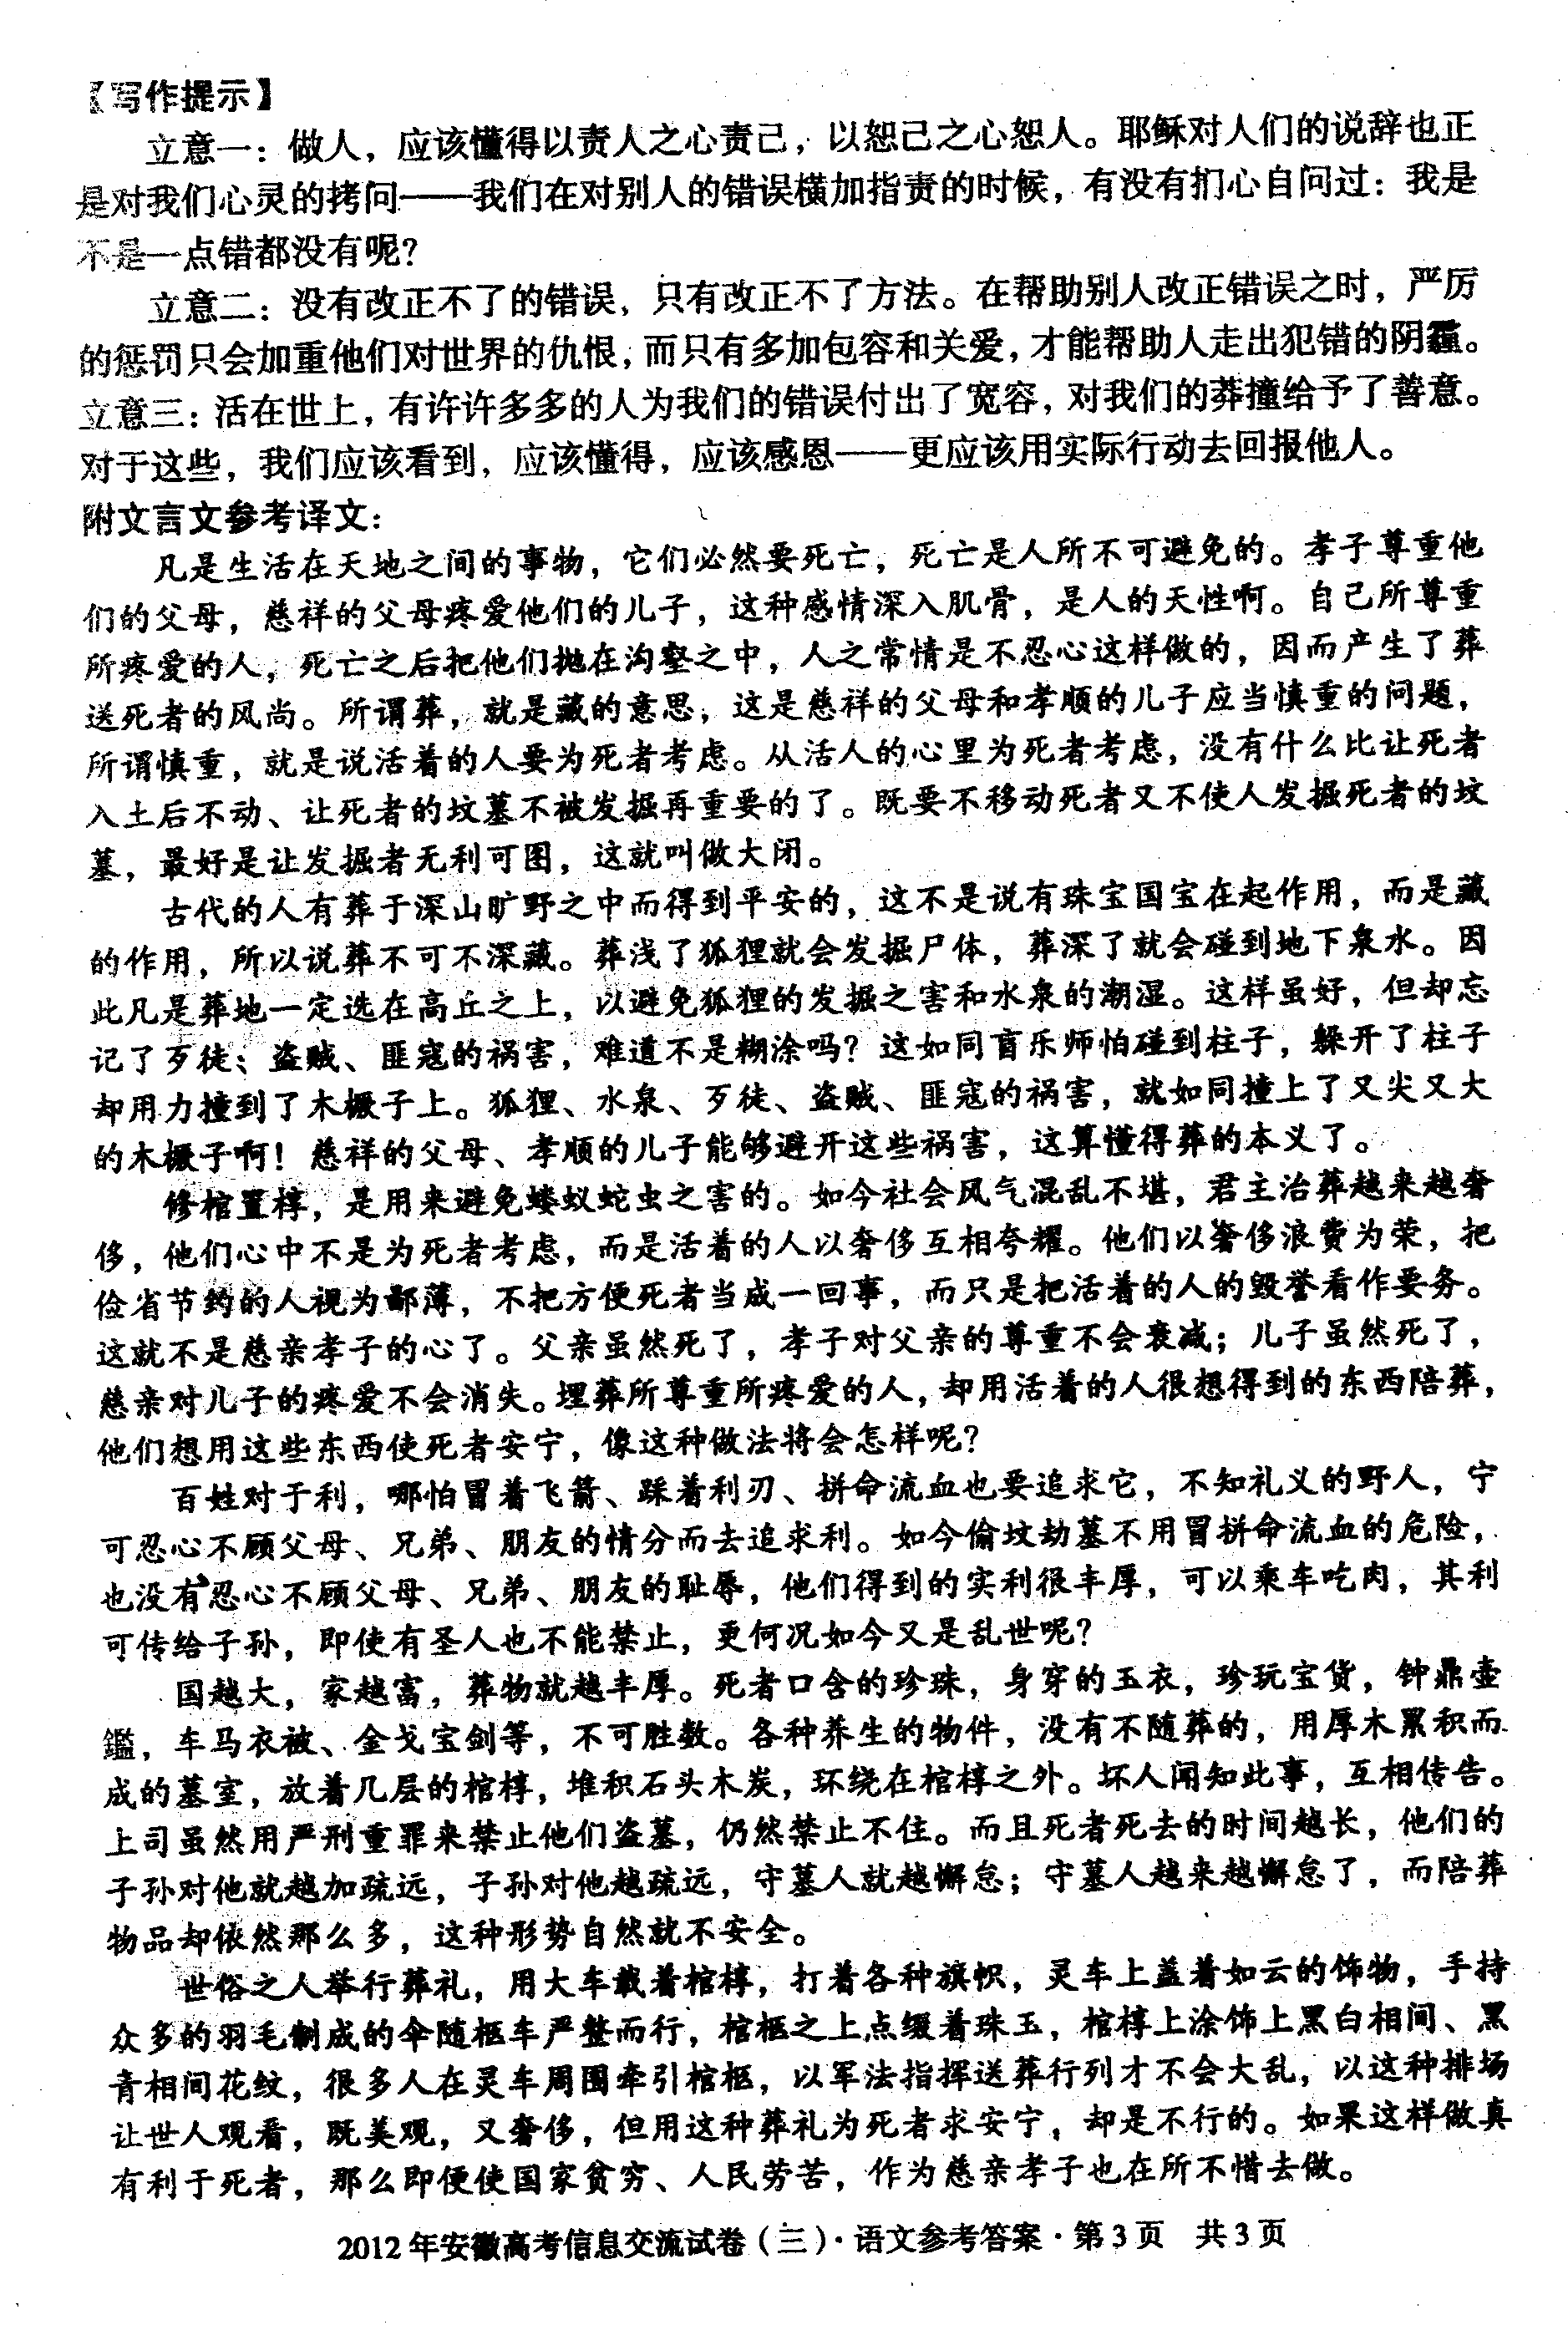 【写作提示】
立意一：做人，应该懂得以责人之心责己，以恕己之心恕人。耶稣对人们的说辞也正
是对我们心灵的拷问——我们在对别人的错误横加指责的时候，有没有扪心自问过：我是
不是一点错都没有呢？
立意二：没有改正不了的错误，只有改正不了方法。在帮助别人改正错误之时，严厉
的惩罚只会加重他们对世界的仇恨，而只有多加包容和关爱，才能帮助人走出犯错的阴霾。
立意三：活在世上，有许许多多的人为我们的错误付出了宽容，对我们的莽撞给予了善意。
对于这些，我们应该看到，应该懂得，应该感恩——更应该用实际行动去回报他人。
附文言文参考译文：
凡是生活在天地之间的事物，它们必然要死亡，死亡是人所不可避免的。孝子尊重他
们的父母，慈祥的父母疼爱他们的儿子，这种感情深入肌骨，是人的天性啊。自己所尊重
所疼爱的人，死亡之后把他们抛在沟壑之中，人之常情是不忍心这样做的，因而产生了葬
送死者的风尚。所谓葬，就是藏的意思，这是慈祥的父母和孝顺的儿子应当慎重的问题，
所谓慎重，就是说活着的人要为死者考虑。从活人的心里为死者考虑，没有什么比让死者
入土后不动、让死者的坟墓不被发掘再重要的了。既要不移动死者又不使人发掘死者的坟
墓，最好是让发掘者无利可图，这就叫做大闭。
古代的人有葬于深山旷野之中而得到平安的，这不是说有珠宝国宝在起作用，而是藏
的作用，所以说葬不可不深藏。葬浅了狐狸就会发掘尸体，葬深了就会碰到地下泉水。因
此凡是葬地一定选在高丘之上，以避免狐狸的发掘之害和水泉的潮湿。这样虽好，但却忘
记了歹徒、盗贼、匪寇的祸害，难道不是糊涂吗？这如同盲乐师怕碰到柱子，躲开了柱子
却用力撞到了木橛子上。狐狸、水泉、歹徒、盗贼、匪寇的祸害，就如同撞上了又尖又大
的木橛子啊！慈祥的父母、孝顺的儿子能够避开这些祸害，这算懂得葬的本义了。
修棺置椁，是用来避免蝼蚁蛇虫之害的。如今社会风气混乱不堪，君主治葬越来越奢
侈，他们心中不是为死者考虑，而是活着的人以奢侈互相夸耀。他们以奢侈浪费为荣，把
俭省节约的人视为鄙薄，不把方便死者当成一回事，而只是把活着的人的毁誉看作要务。
这就不是慈亲孝子的心了。父亲虽然死了，孝子对父亲的尊重不会衰减；儿子虽然死了，
慈亲对儿子的疼爱不会消失。埋葬所尊重所疼爱的人，却用活着的人很想得到的东西陪葬，
他们想用这些东西使死者安宁，像这种做法将会怎样呢？
百姓对于利，哪怕冒着飞箭、踩着利刃、拼命流血也要追求它，不知礼义的野人，宁
可忍心不顾父母、兄弟、朋友的情分而去追求利。如今偷坟劫墓不用冒拼命流血的危险，
也没有忍心不顾父母、兄弟、朋友的耻辱，他们得到的实利很丰厚，可以乘车吃肉，其利
可传给子孙，即使有圣人也不能禁止，更何况如今又是乱世呢？
国越大，家越富，葬物就越丰厚。死者口含的珍珠，身穿的玉衣，珍玩宝货，钟鼎壶
鑑，车马衣被、金戈宝剑等，不可胜数。各种养生的物件，没有不随葬的，用厚木累积而
成的墓室，放着几层的棺椁，堆积石头木炭，环绕在棺椁之外。坏人闻知此事，互相传告。
上司虽然用严刑重罪来禁止他们盗墓，仍然禁止不住。而且死者死去的时间越长，他们的
子孙对他就越加疏远，子孙对他越疏远，守墓人就越懈怠；守墓人越来越懈怠了，而陪葬
物品却依然那么多，这种形势自然就不安全。
世俗之人举行葬礼，用大车载着棺椁，打着各种旗帜，灵车上盖着如云的饰物，手持
众多的羽毛制成的伞随柩车严整而行，棺柩之上点缀着珠玉，棺椁上涂饰上黑白相间、黑
青相间花纹，很多人在灵车周围牵引棺柩，以军法指挥送葬行列才不会大乱，以这种排场
让世人观看，既美观，又奢侈，但用这种葬礼为死者求安宁，却是不行的。如果这样做真
有利于死者，那么即便使国家贫穷、人民劳苦，作为慈亲孝子也在所不惜去做。
2012年安徽高考信息交流试卷（三）·语文参考答案·第3页 共3页